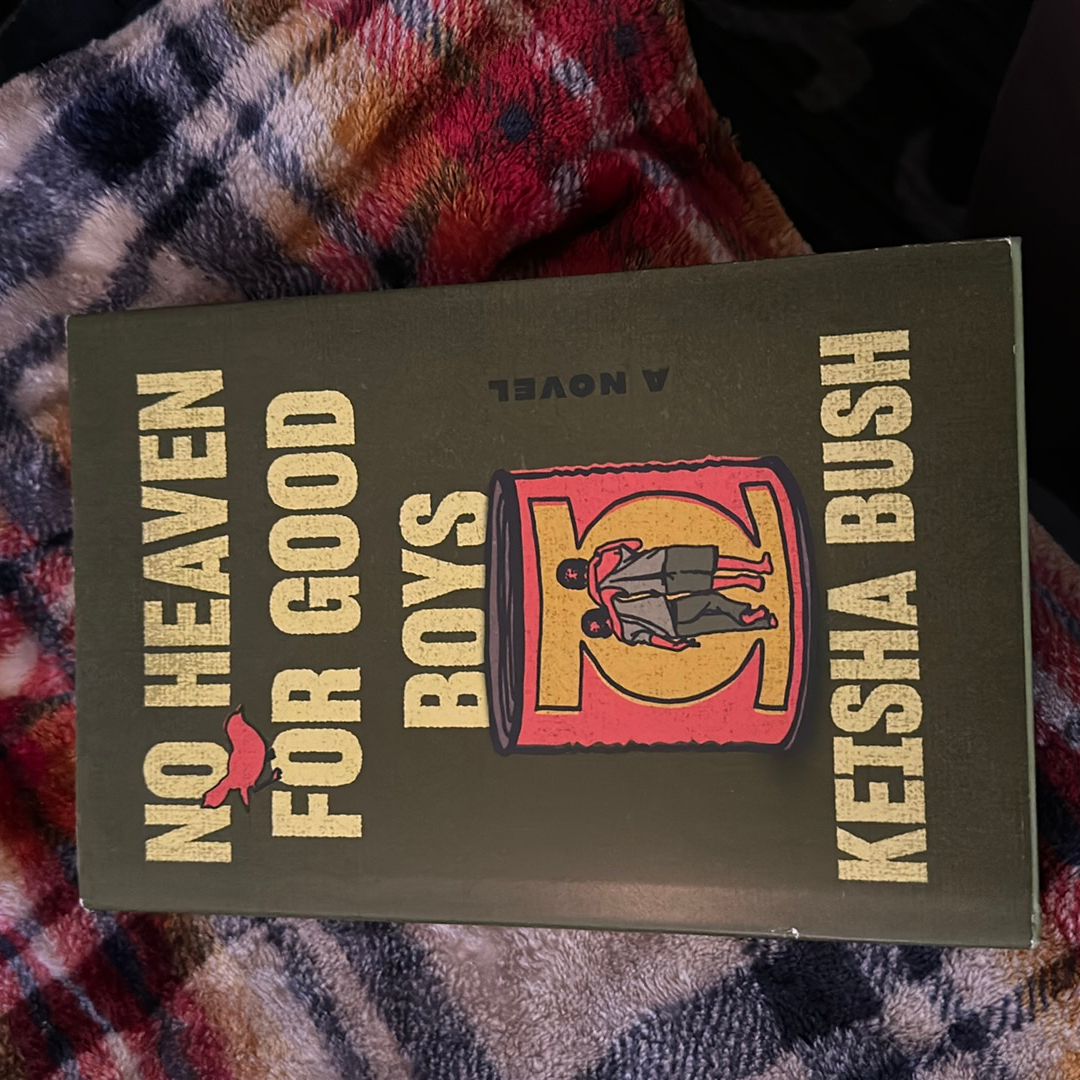 NO HEAVEN
FOR GOOD
BOYS
A NOVEL
KEISHA BUSH